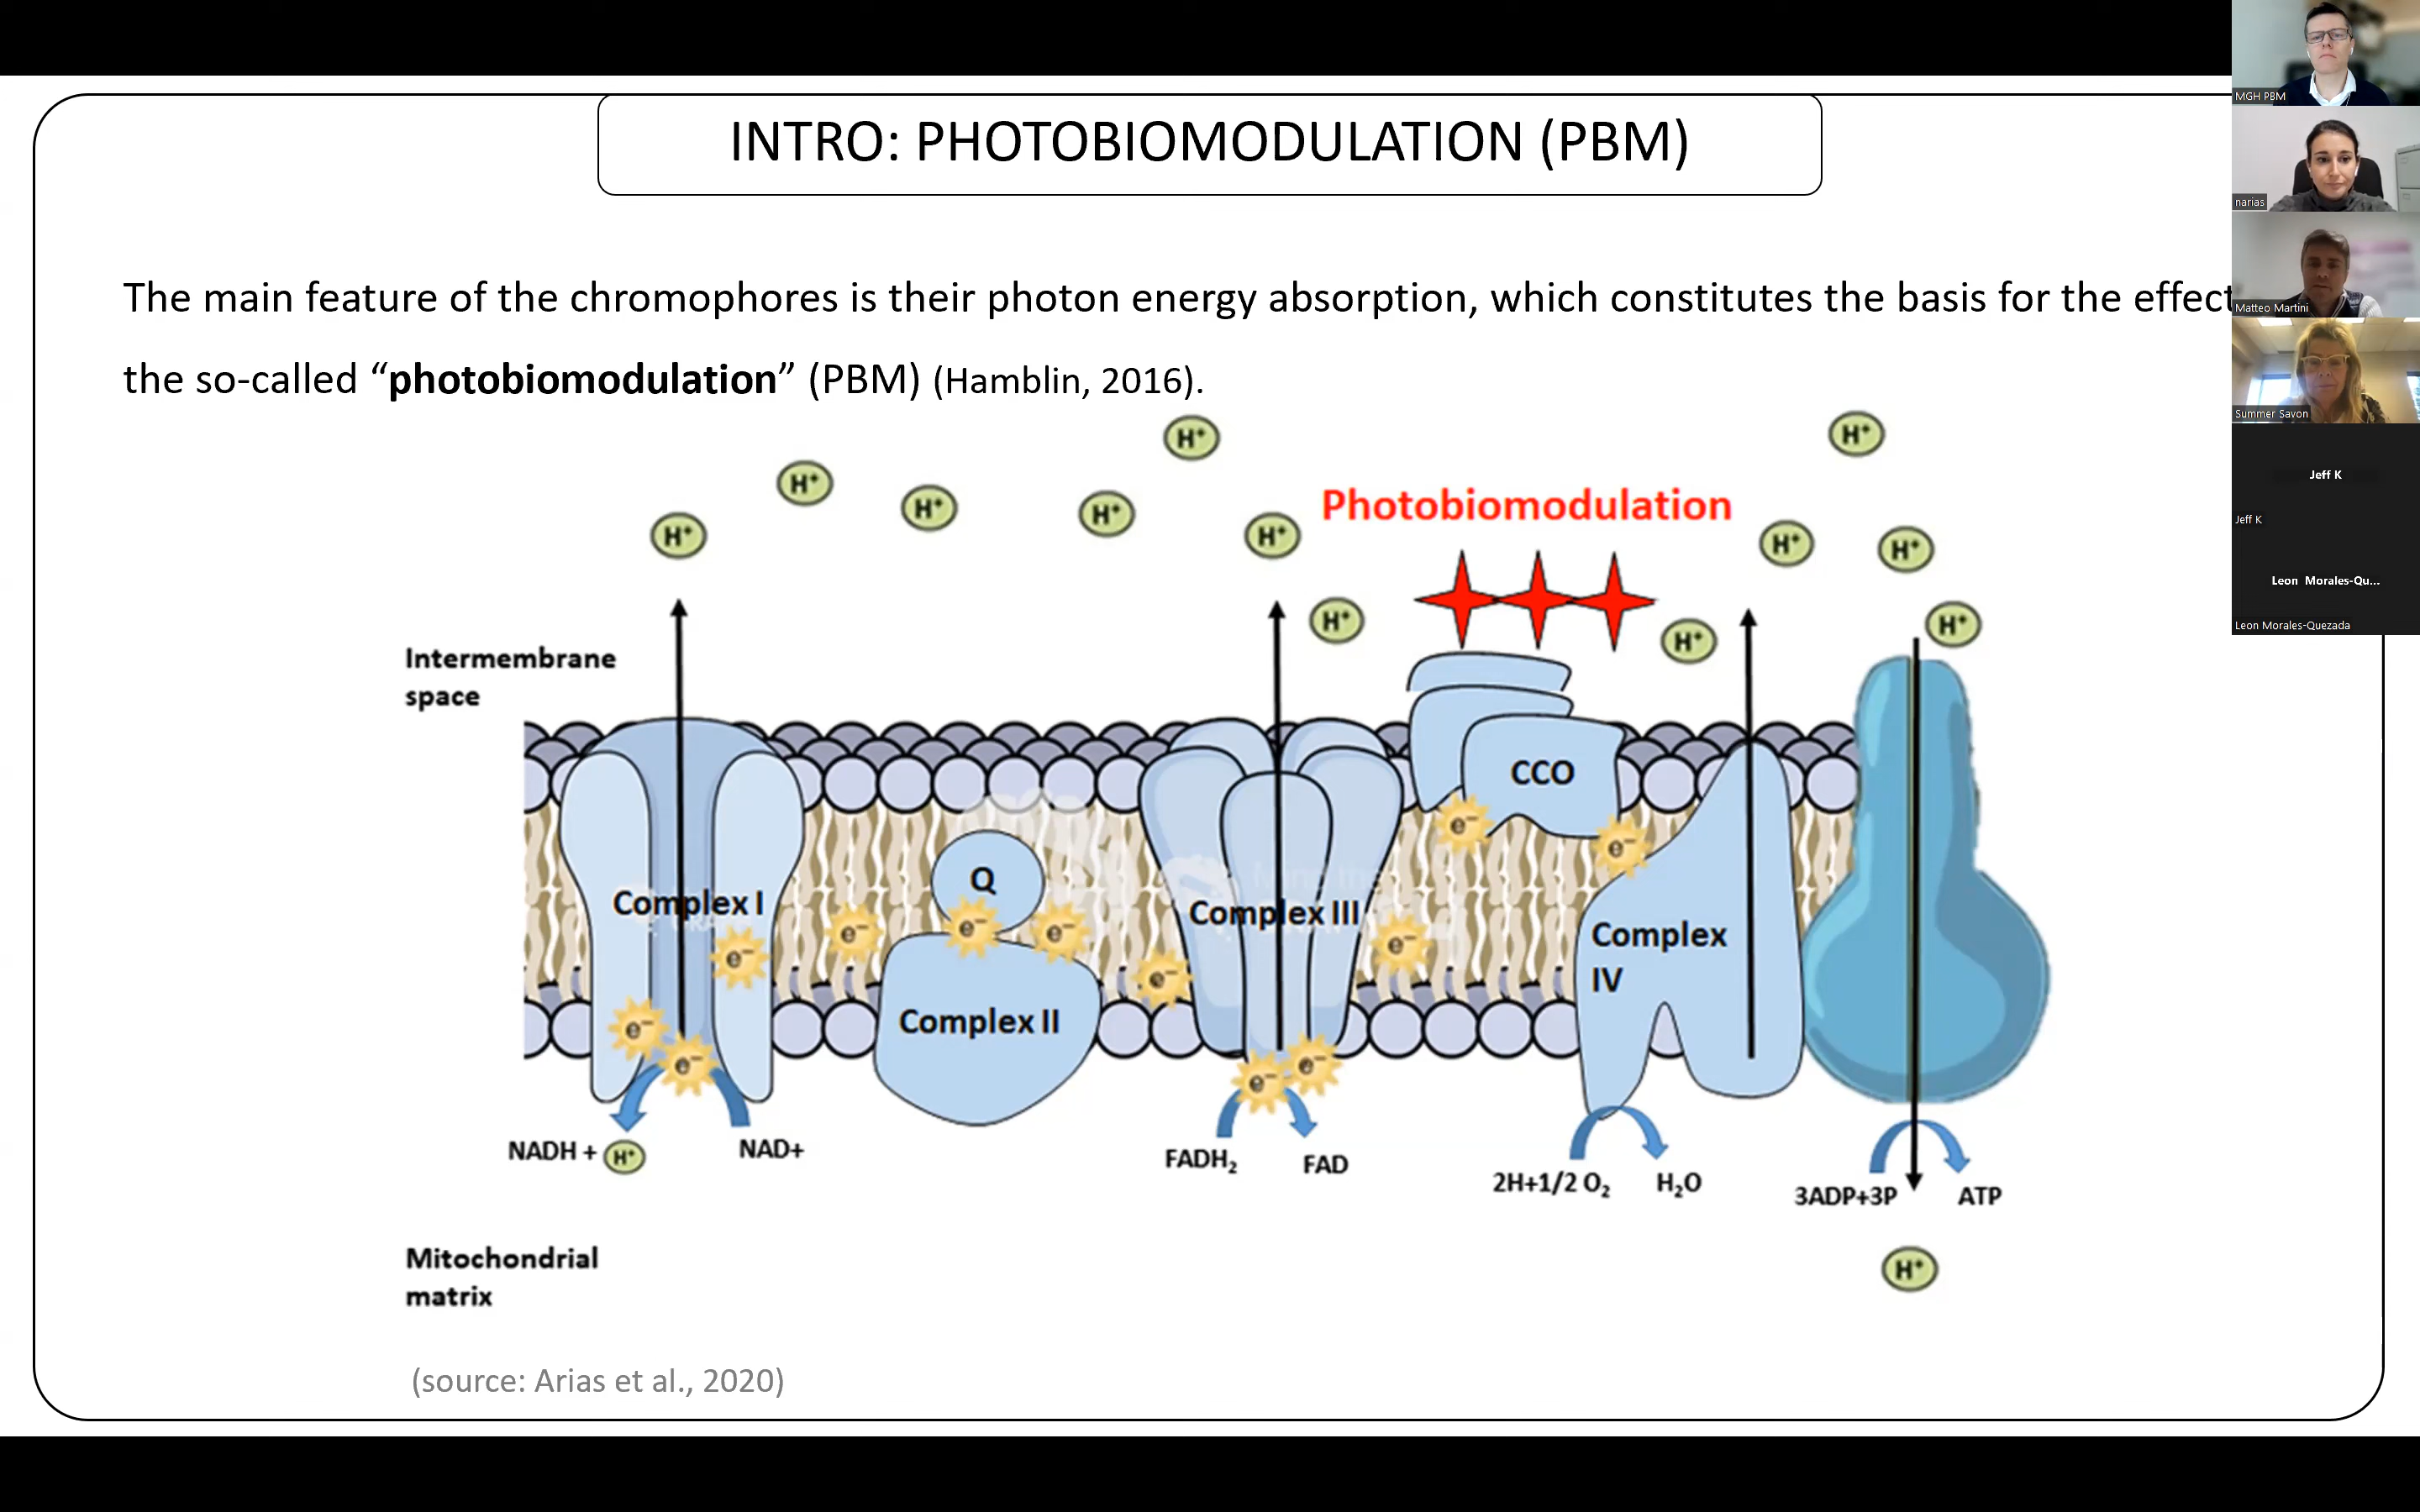 INTRO: PHOTOBIOMODULATION (PBM)
The main feature of the chromophores is their photon energy absorption, which constitutes the basis for the effect
the so-called “photobiomodulation” (PBM) (Hamblin, 2016).
H⁺
H⁺
H⁺
H⁺
H⁺
H⁺
H⁺
Photobiomodulation
H⁺
H⁺
H⁺
H⁺
H⁺
Intermembrane
space
CCO
e⁻
e⁻
Q
Complex I
Complex III
e⁻
e⁻
e⁻
e⁻
e⁻
e⁻
Complex
IV
Complex II
e⁻
e⁻
e⁻
e⁻
NADH + H⁺
NAD+
FADH₂
FAD
2H+1/2 O₂
H₂O
3ADP+3P
ATP
Mitochondrial
matrix
H⁺
(source: Arias et al., 2020)
MGH PBM
narias
Matteo Martini
Summer Savon
Jeff K
Jeff K
Leon Morales-Qu...
Leon Morales-Quezada